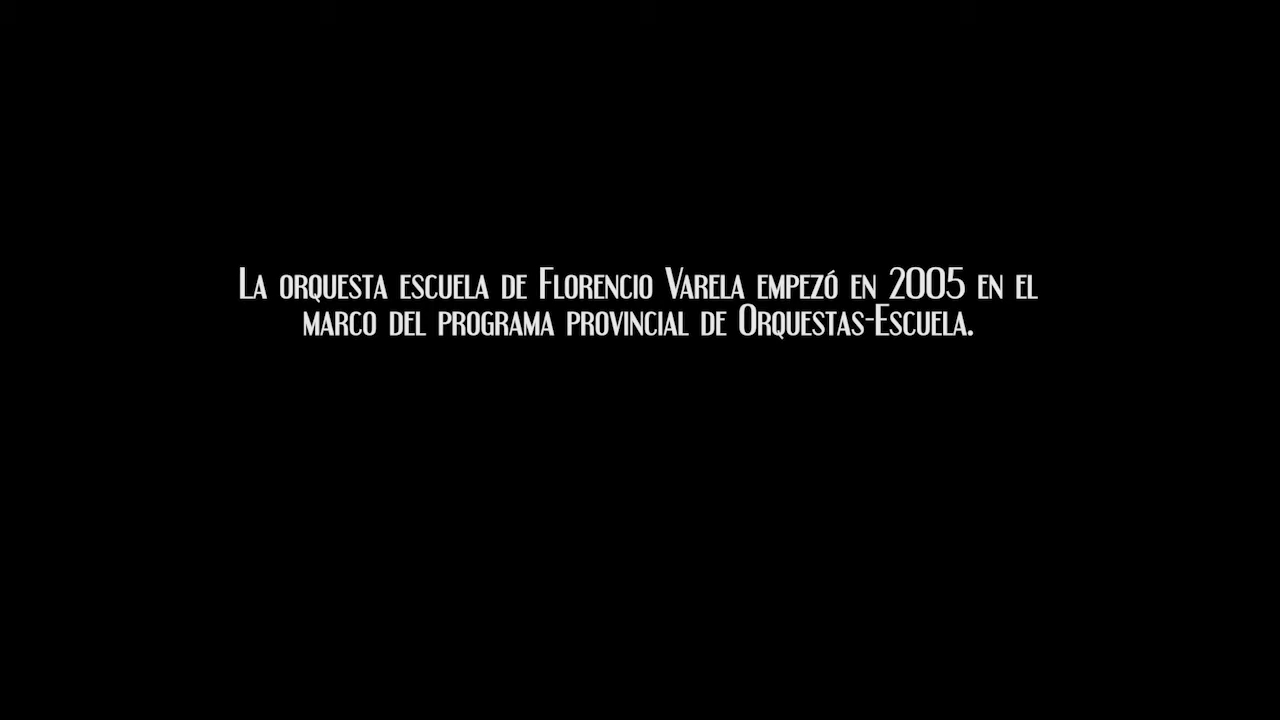 La orquesta escuela de Florencio Varela empezó en 2005 en el
marco del programa provincial de Orquestas-Escuela.